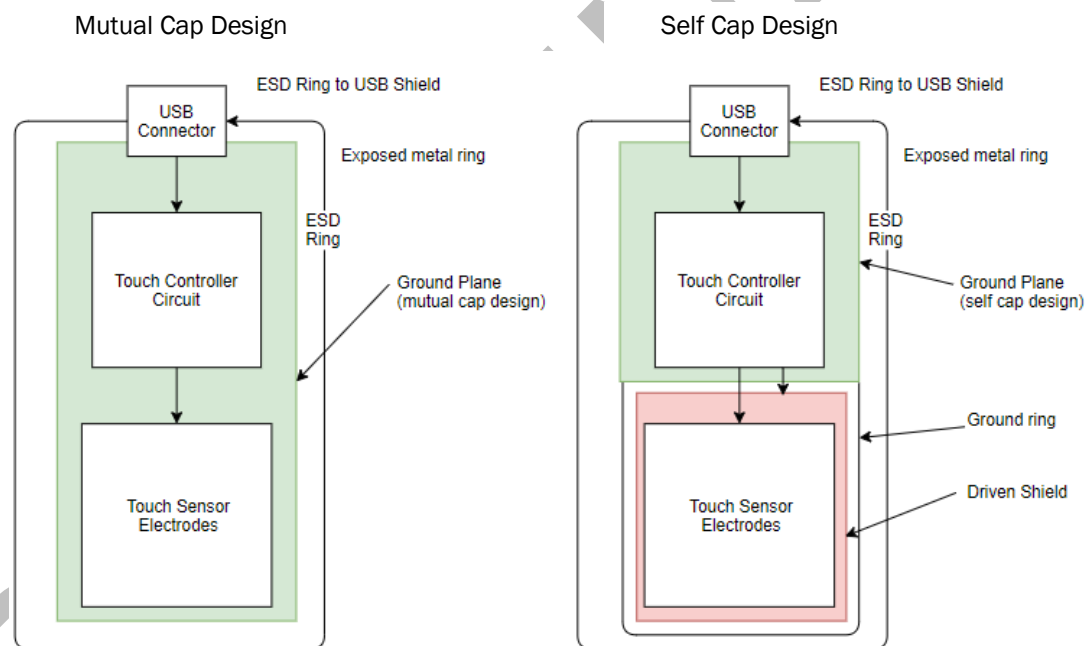 Mutual Cap Design
ESD Ring to USB Shield
USB
Connector
Exposed metal ring
ESD
Ring
Touch Controller
Circuit
Ground Plane
(mutual cap design)
Touch Sensor
Electrodes
Self Cap Design
ESD Ring to USB Shield
USB
Connector
Exposed metal ring
ESD
Ring
Touch Controller
Circuit
Ground Plane
(self cap design)
Ground ring
Driven Shield
Touch Sensor
Electrodes